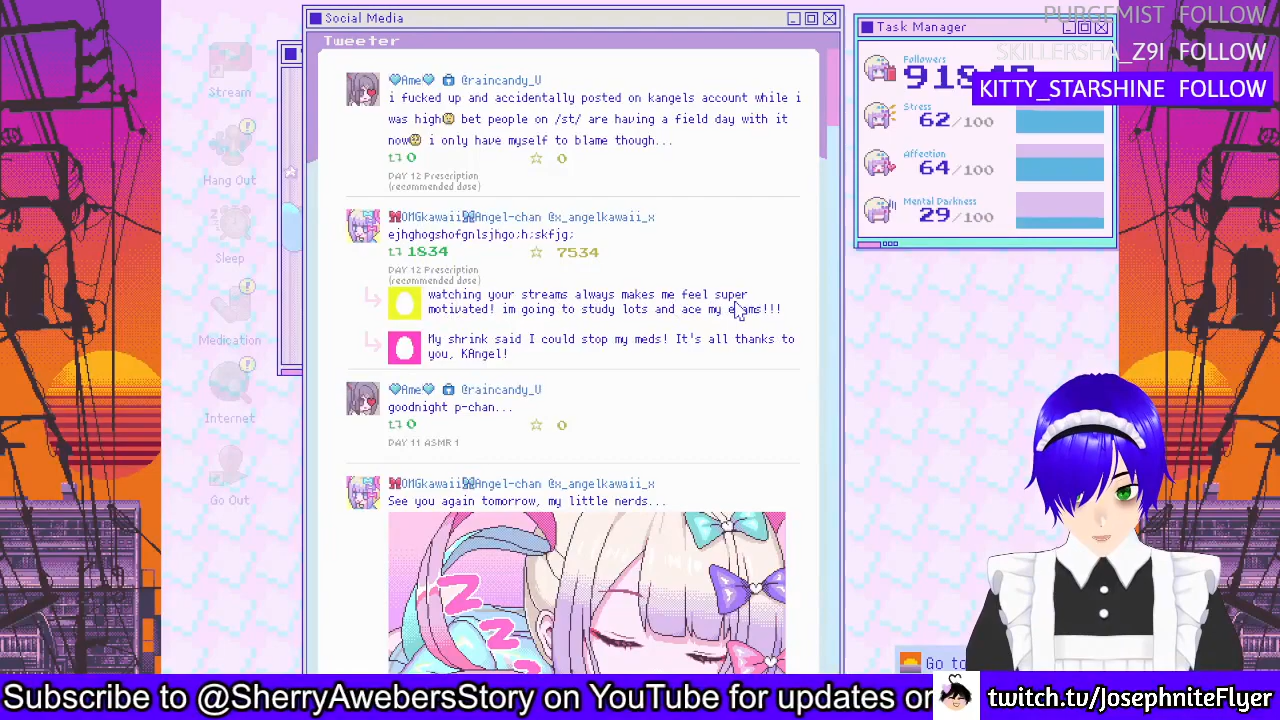 Social Media
Tweeter
Ame @raincandy_U
i fucked up and accidentally posted on kangels account while i
was high bet people on /st/ are having a field day with it
now i only have myself to blame though...
0 0
DAY 12 Prescription
(recommended dose)
OMGkawaii Angel-chan @x_angelkawaii_x
ejhghogshofgnlsjhgo;h;skfjg;
1834 7534
DAY 12 Prescription
(recommended dose)
watching your streams always makes me feel super
motivated! im going to study lots and ace my exams!!!
My shrink said I could stop my meds! It's all thanks to
you, KAngel!
Ame @raincandy_U
goodnight p-chan...
0 0
DAY 11 ASMR 1
OMGkawaii Angel-chan @x_angelkawaii_x
See you again tomorrow, my little nerds...
Z
Z
Z
Stream
Hang Out
Sleep
Medication
Internet
Go Out
PURGEMIST FOLLOW
Task Manager
SKILLERSHA_Z9I FOLLOW
Followers
KITTY_STARSHINE FOLLOW
Stress
62/100
Affection
64/100
Mental Darkness
29/100
Go to
Subscribe to @SherryAwebersStory on YouTube for updates or
twitch.tv/JosephniteFlyer